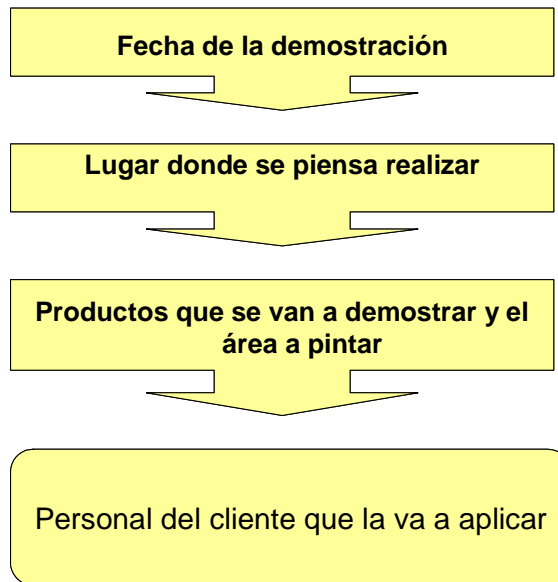 Fecha de la demostración
Lugar donde se piensa realizar
Productos que se van a demostrar y el
área a pintar
Personal del cliente que la va a aplicar